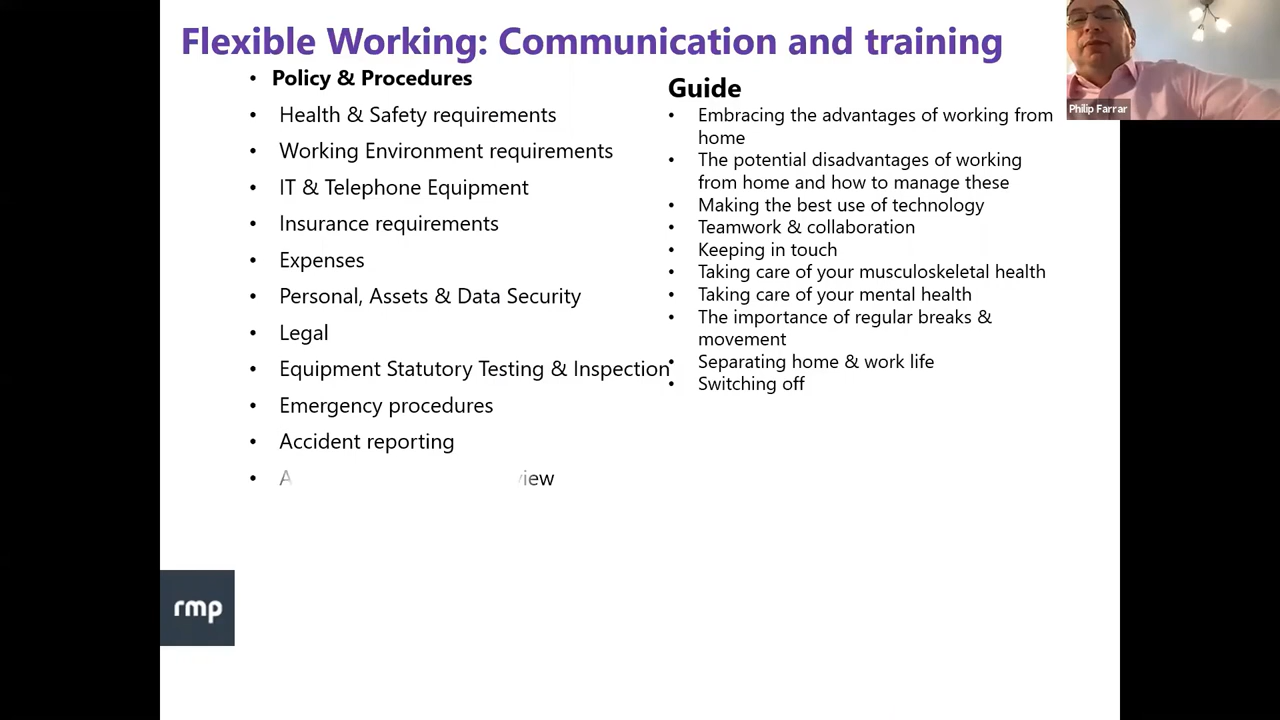 Flexible Working: Communication and training
• Policy & Procedures
• Health & Safety requirements
• Working Environment requirements
• IT & Telephone Equipment
• Insurance requirements
• Expenses
• Personal, Assets & Data Security
• Legal
• Equipment Statutory Testing & Inspection
• Emergency procedures
• Accident reporting
Guide
• Embracing the advantages of working from
home
• The potential disadvantages of working
from home and how to manage these
• Making the best use of technology
• Teamwork & collaboration
• Keeping in touch
• Taking care of your musculoskeletal health
• Taking care of your mental health
• The importance of regular breaks &
movement
• Separating home & work life
• Switching off
Philip Farrar
rmp